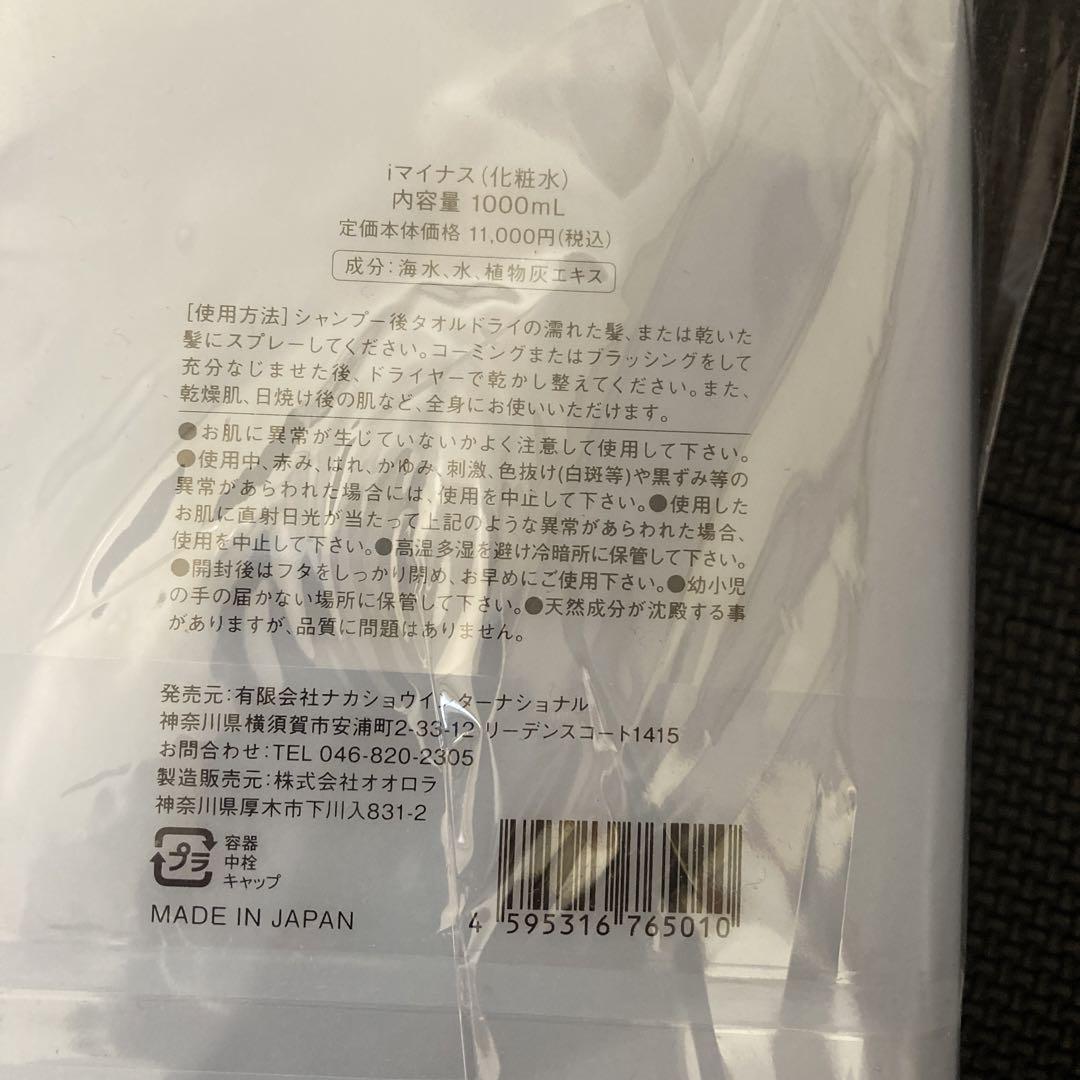 iマイナス(化粧水)
内容量 1000mL
定価本体価格 11,000円(税込)
成分:海水、水、植物灰エキス
[使用方法]シャンプー後タオルドライの濡れた髪、または乾いた
髪にスプレーしてください。コーミングまたはブラッシングをして
充分なじませた後、ドライヤーで乾かし整えてください。また、
乾燥肌、日焼け後の肌など、全身にお使いいただけます。
●お肌に異常が生じていないかよく注意して使用して下さい。
●使用中、赤み、はれ、かゆみ、刺激、色抜け(白斑等)や黒ずみ等の
異常があらわれた場合には、使用を中止して下さい。●使用した
お肌に直射日光が当たって上記のような異常があらわれた場合、
使用を中止して下さい。●高温多湿を避け冷暗所に保管して下さい。
●開封後はフタをしっかり閉め、お早めにご使用下さい。●幼小児
の手の届かない場所に保管して下さい。●天然成分が沈殿する事
がありますが、品質に問題はありません。
発売元:有限会社ナカショウインターナショナル
神奈川県横須賀市安浦町2-33-12 リーデンスコート1415
お問合わせ:TEL 046-820-2305
製造販売元:株式会社オオロラ
神奈川県厚木市下川入831-2
プラ
容器
中栓
キャップ
MADE IN JAPAN
4 595316 765010